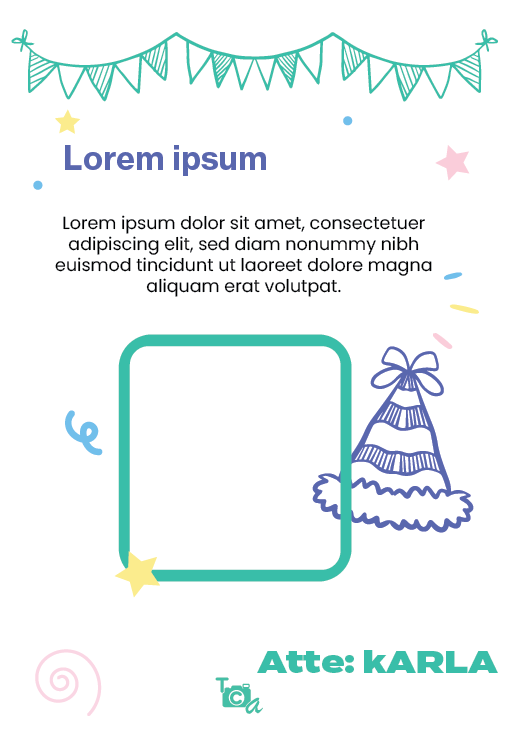 Lorem ipsum
Lorem ipsum dolor sit amet, consectetuer
adipiscing elit, sed diam nonummy nibh
euismod tincidunt ut laoreet dolore magna
aliquam erat volutpat.
Atte: kARLA
TCa